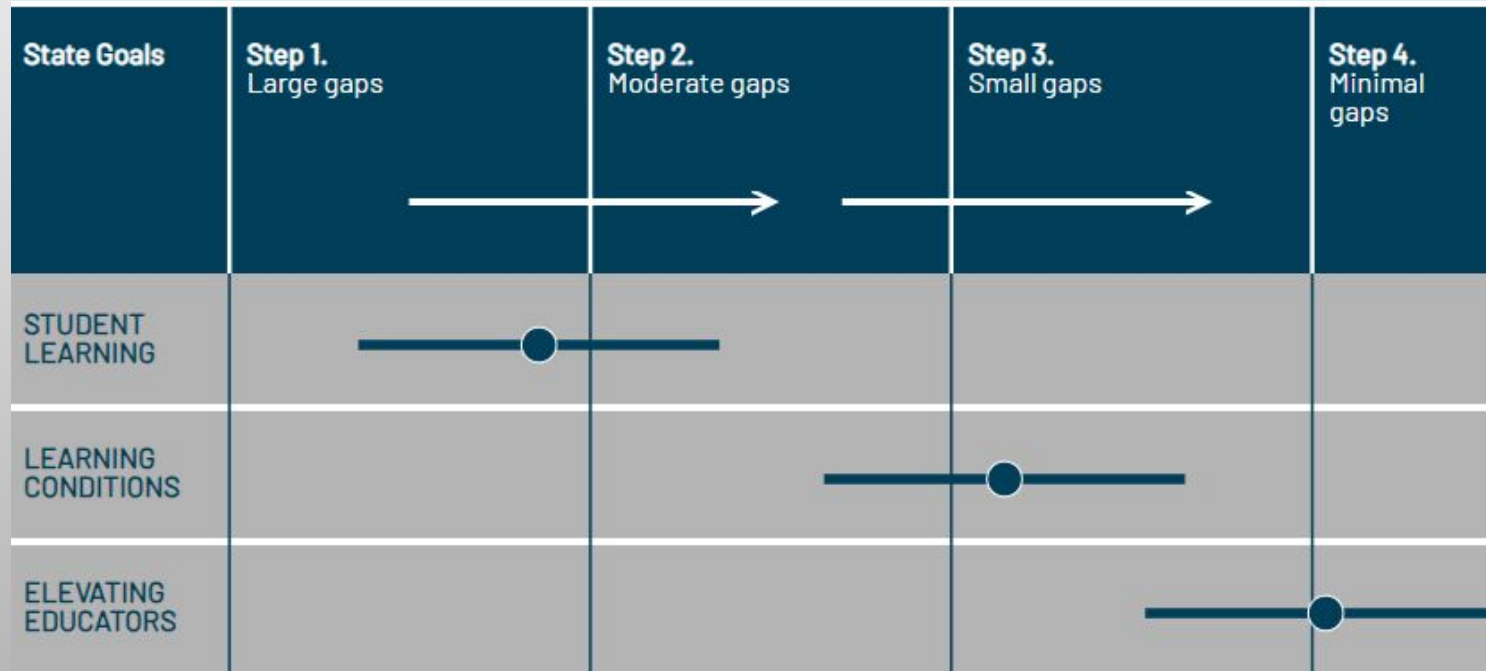 State Goals
Step 1.
Large gaps
Step 2.
Moderate gaps
Step 3.
Small gaps
Step 4.
Minimal
gaps
STUDENT
LEARNING
LEARNING
CONDITIONS
ELEVATING
EDUCATORS